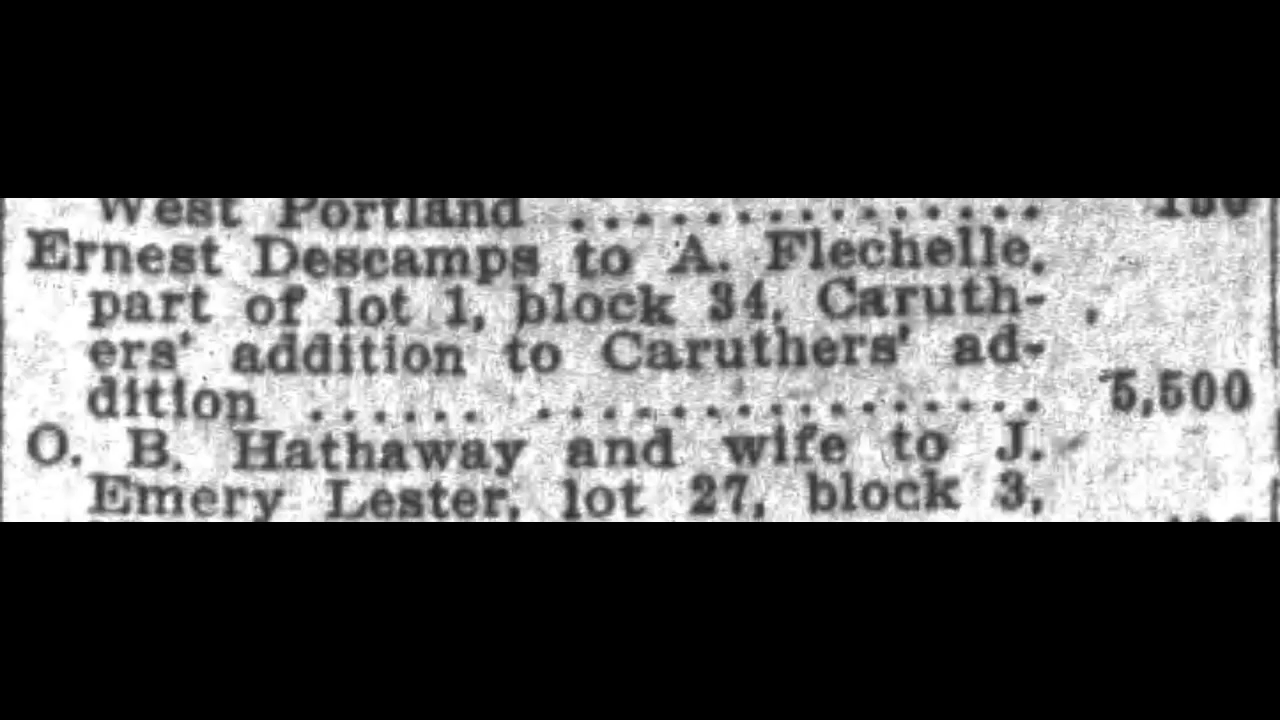 West Portland ...............
Ernest Descamps to A. Flechelle,
part of lot 1, block 34, Caruth-
ers' addition to Caruthers' ad-
dition ...... ................ 5,500
O. B. Hathaway and wife to J.
Emery Lester, lot 27, block 3,